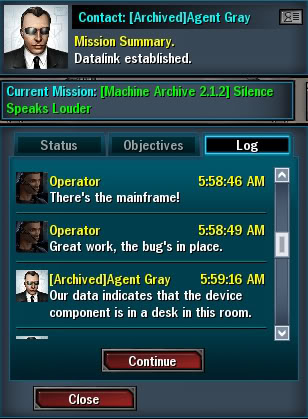 Contact: [Archived]Agent Gray
Mission Summary.
Datalink established.
Current Mission: [Machine Archive 2.1.2] Silence
Speaks Louder
Status Objectives Log
Operator 5:58:46 AM
There's the mainframe!
Operator 5:58:49 AM
Great work, the bug's in place.
[Archived]Agent Gray 5:59:16 AM
Our data indicates that the device
component is in a desk in this room.
Continue
Close